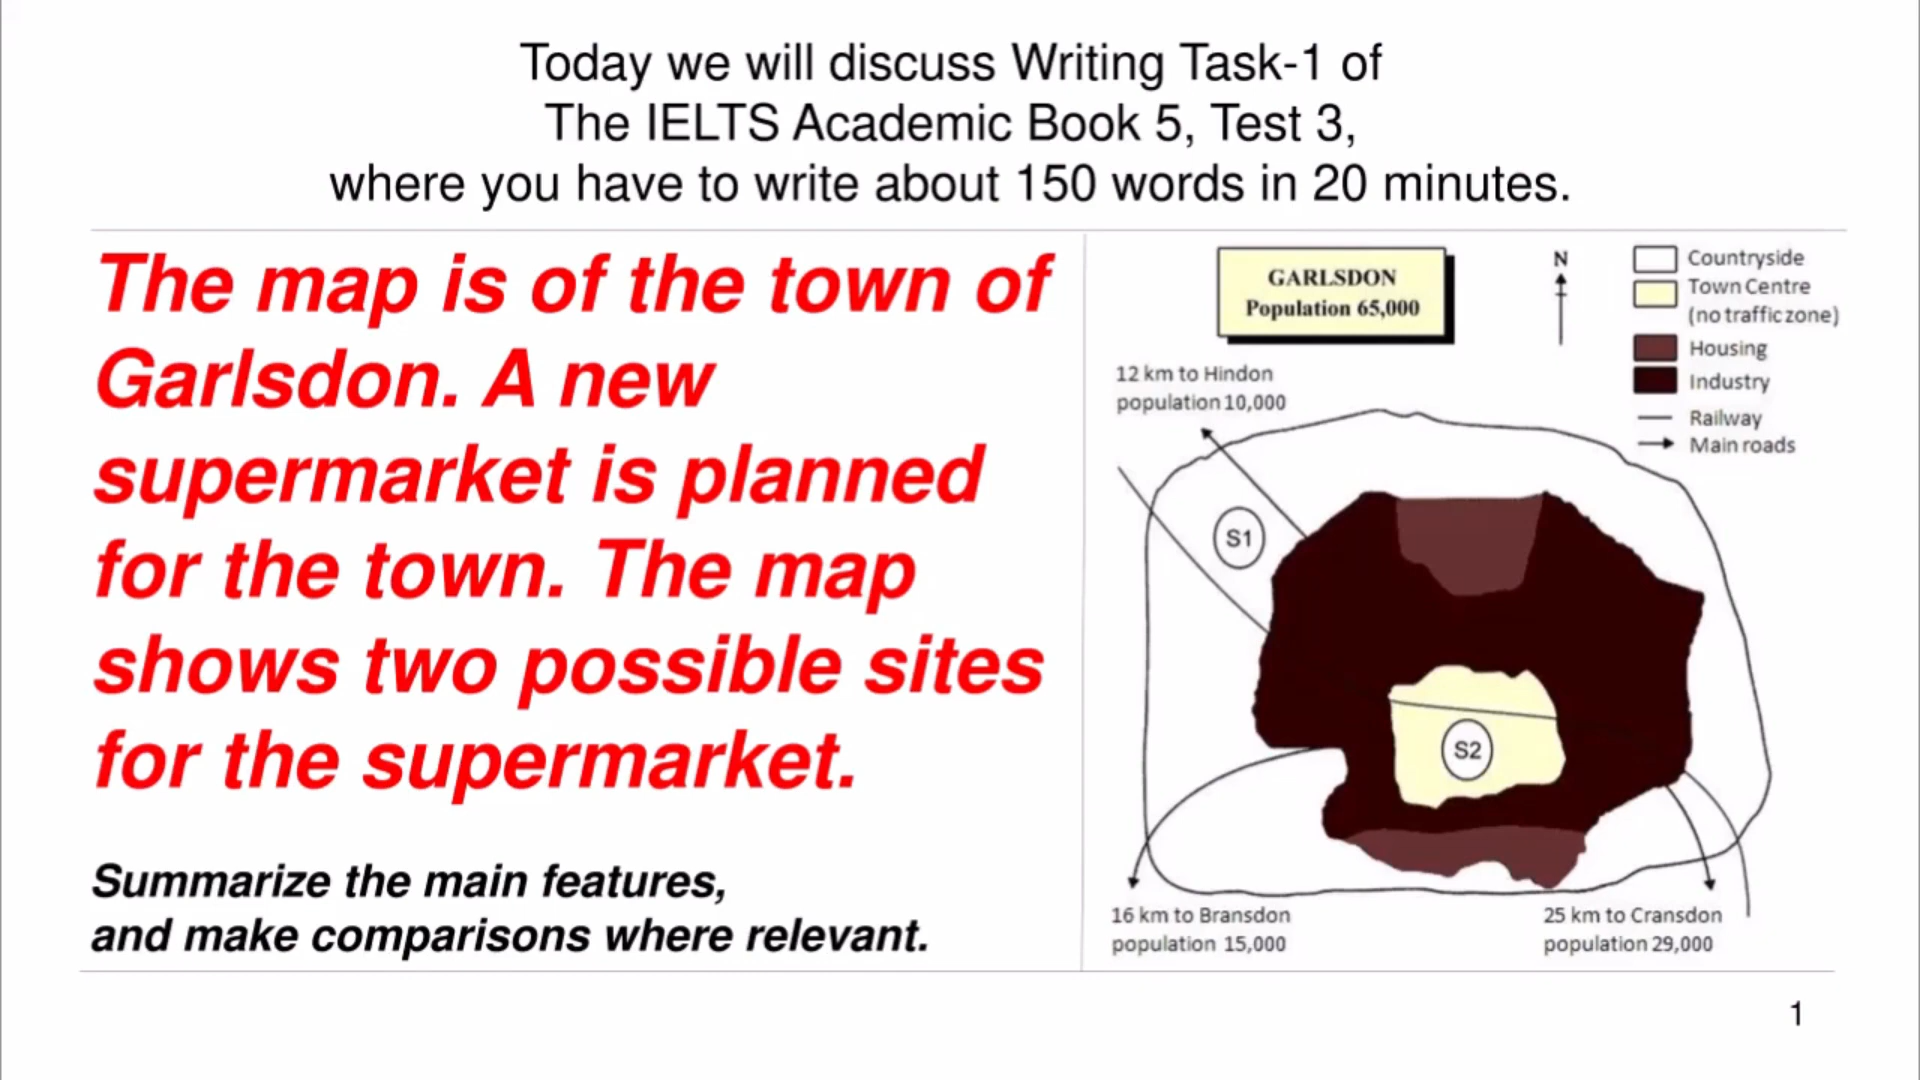 Today we will discuss Writing Task-1 of
The IELTS Academic Book 5, Test 3,
where you have to write about 150 words in 20 minutes.
The map is of the town of
Garlsdon. A new
supermarket is planned
for the town. The map
shows two possible sites
for the supermarket.
Summarize the main features,
and make comparisons where relevant.
GARLSDON
Population 65,000
N
Countryside
Town Centre
(no traffic zone)
Housing
Industry
Railway
Main roads
12 km to Hindon
population 10,000
S1
S2
16 km to Bransdon
population 15,000
25 km to Cransdon
population 29,000
1